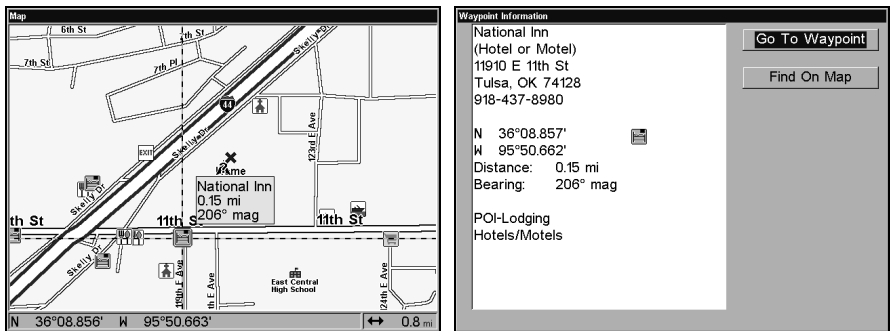 Map
6th St
7th St
7th St
7th Pl
Skelly Dr
44
EXIT
Skelly Dr
123rd E Ave
Home
National Inn
0.15 mi
206° mag
Skelly Dr
th St
11th S
11th St
Skelly Dr
119th E Ave
th E Ave
East Central
High School
124th E Ave
N 36°08.856' W 95°50.663'
0.8 mi
Waypoint Information
National Inn
(Hotel or Motel)
11910 E 11th St
Tulsa, OK 74128
918-437-8980
N 36°08.857'
W 95°50.662'
Distance: 0.15 mi
Bearing: 206° mag
POI-Lodging
Hotels/Motels
Go To Waypoint
Find On Map